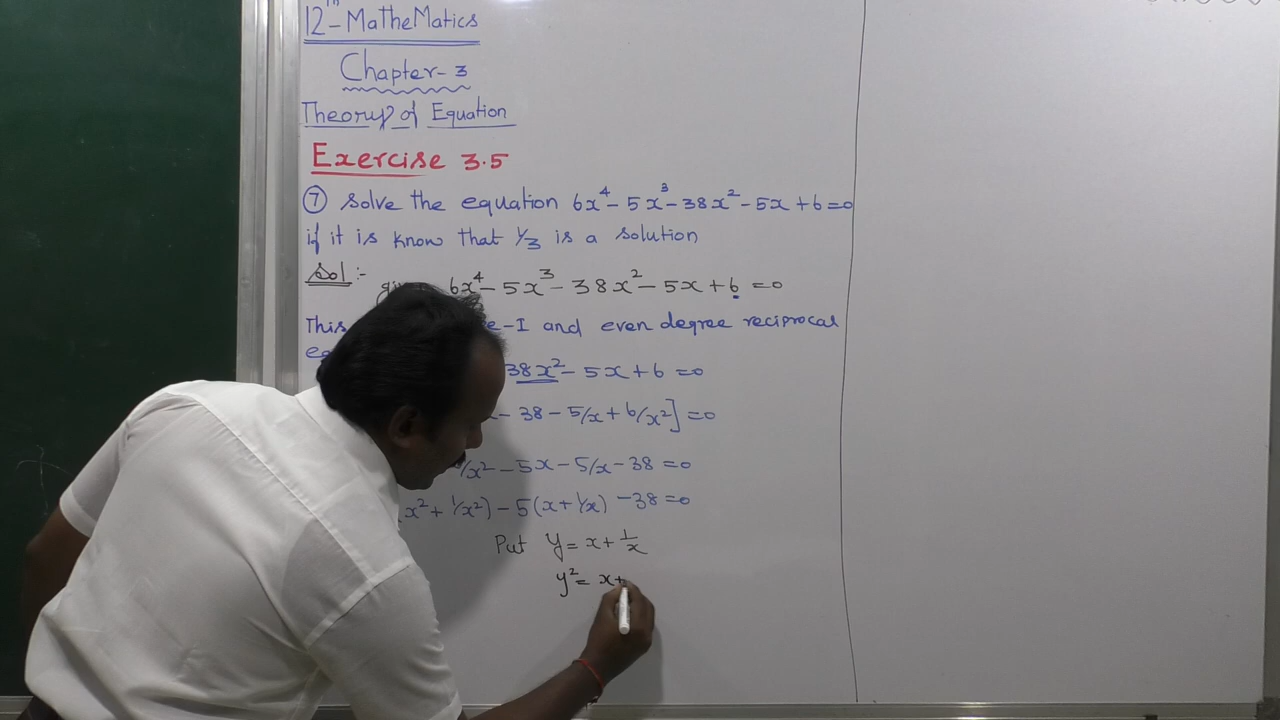 12th - MatheMatics
Chapter - 3
Theory of Equation
Exercise 3.5
⑦ Solve the equation 6x⁴ - 5x³ - 38x² - 5x + 6 = 0
if it is know that 1/3 is a solution
Sol :-
6x⁴ - 5x³ - 38x² - 5x + 6 = 0
This e-I and even degree reciprocal
38x² - 5x + 6 = 0
- 38 - 5/x + 6/x²] = 0
/x² - 5x - 5/x - 38 = 0
(x² + 1/x²) - 5(x + 1/x) - 38 = 0
Put y = x + 1/x
y² = x+